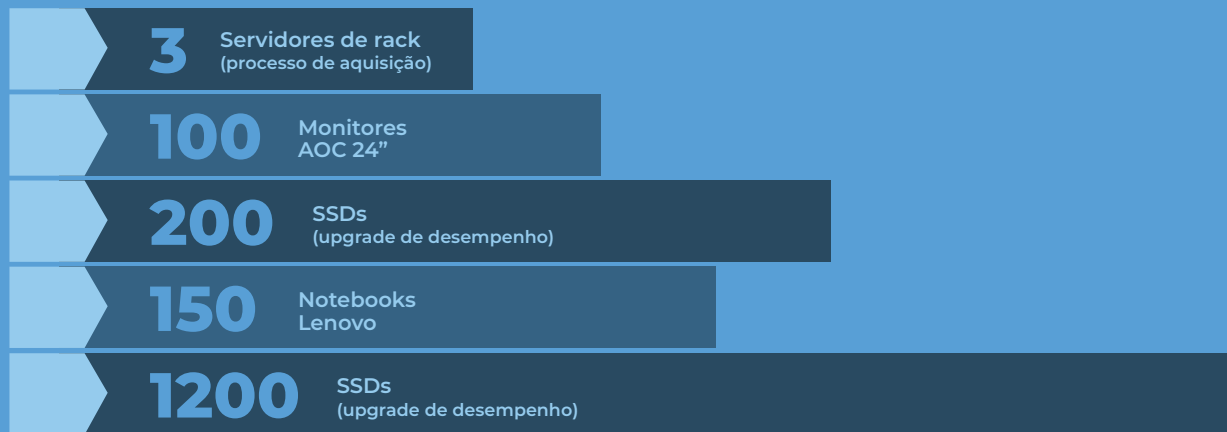 3 Servidores de rack
(processo de aquisição)
100 Monitores
AOC 24”
200 SSDs
(upgrade de desempenho)
150 Notebooks
Lenovo
1200 SSDs
(upgrade de desempenho)